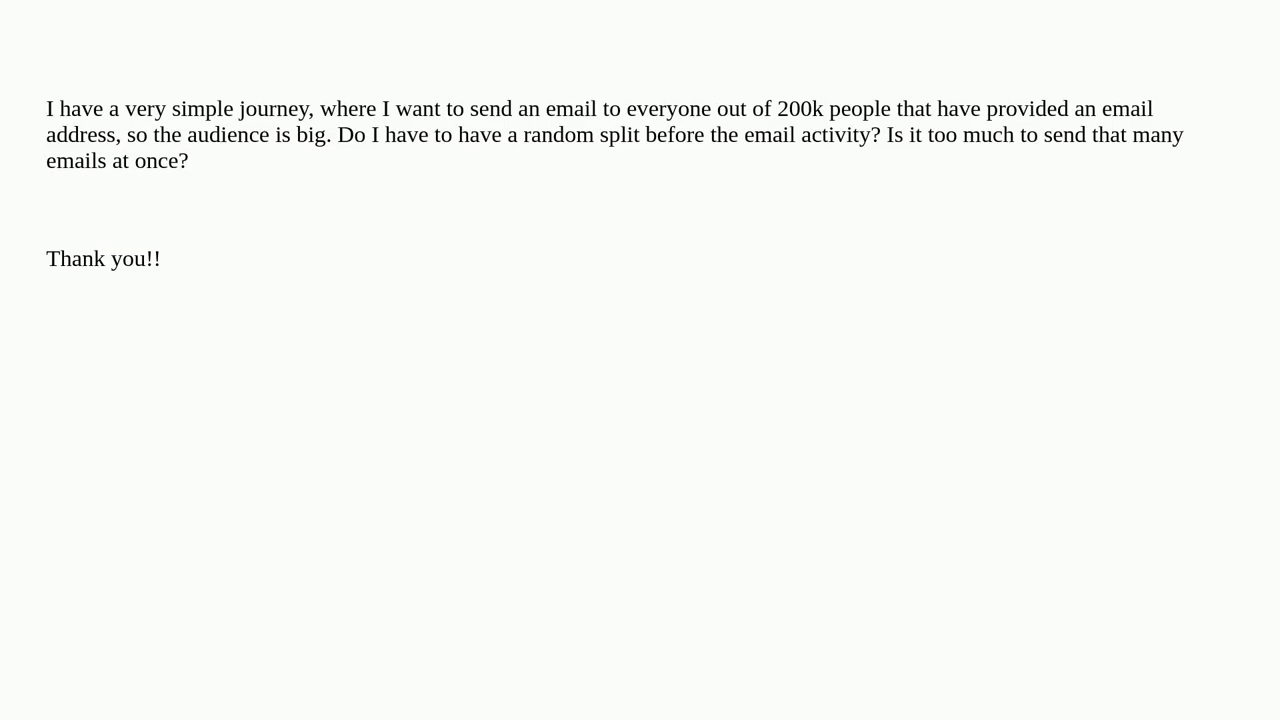 I have a very simple journey, where I want to send an email to everyone out of 200k people that have provided an email
address, so the audience is big. Do I have to have a random split before the email activity? Is it too much to send that many
emails at once?
Thank you!!